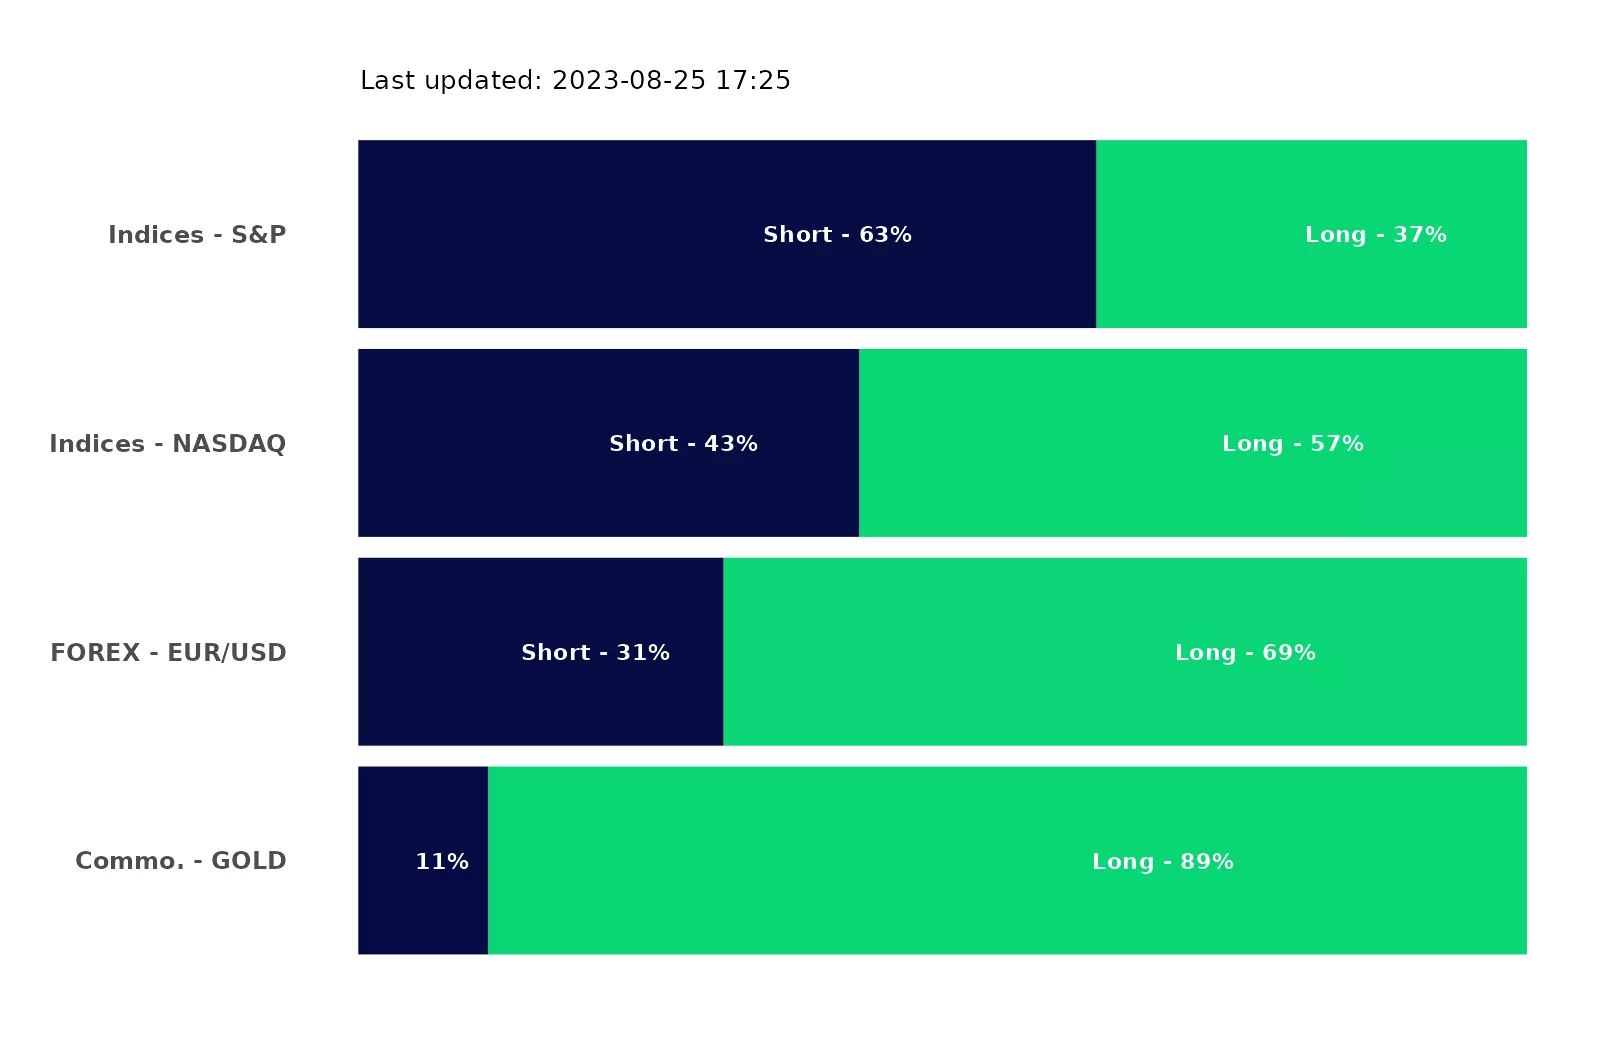 Last updated: 2023-08-25 17:25
Indices - S&P
Short - 63%
Long - 37%
Indices - NASDAQ
Short - 43%
Long - 57%
FOREX - EUR/USD
Short - 31%
Long - 69%
Commo. - GOLD
11%
Long - 89%